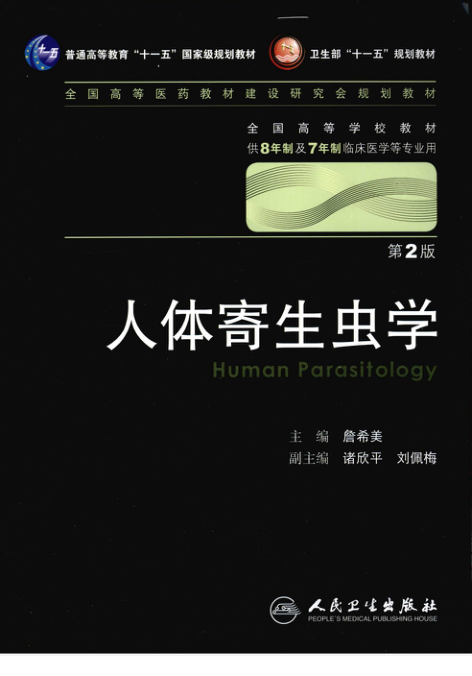 十一五 普通高等教育“十一五”国家级规划教材 卫生部“十一五”规划教材
全国高等医药教材建设研究会规划教材
全国高等学校教材
供8年制及7年制临床医学等专业用
第2版
人体寄生虫学
Human Parasitology
主 编 詹希美
副主编 诸欣平 刘佩梅
人民卫生出版社
PEOPLE'S MEDICAL PUBLISHING HOUSE